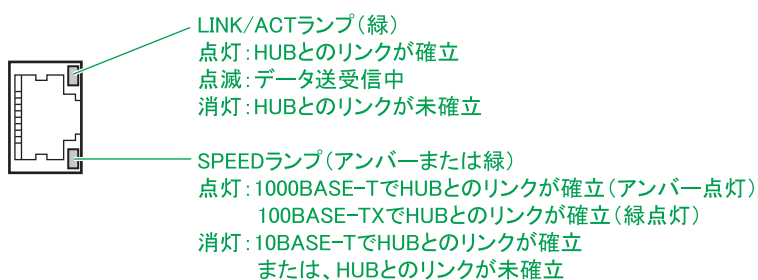 LINK/ACTランプ（緑）
点灯：HUBとのリンクが確立
点滅：データ送受信中
消灯：HUBとのリンクが未確立
SPEEDランプ（アンバーまたは緑）
点灯：1000BASE-TでHUBとのリンクが確立（アンバー点灯）
100BASE-TXでHUBとのリンクが確立（緑点灯）
消灯：10BASE-TでHUBとのリンクが確立
または、HUBとのリンクが未確立